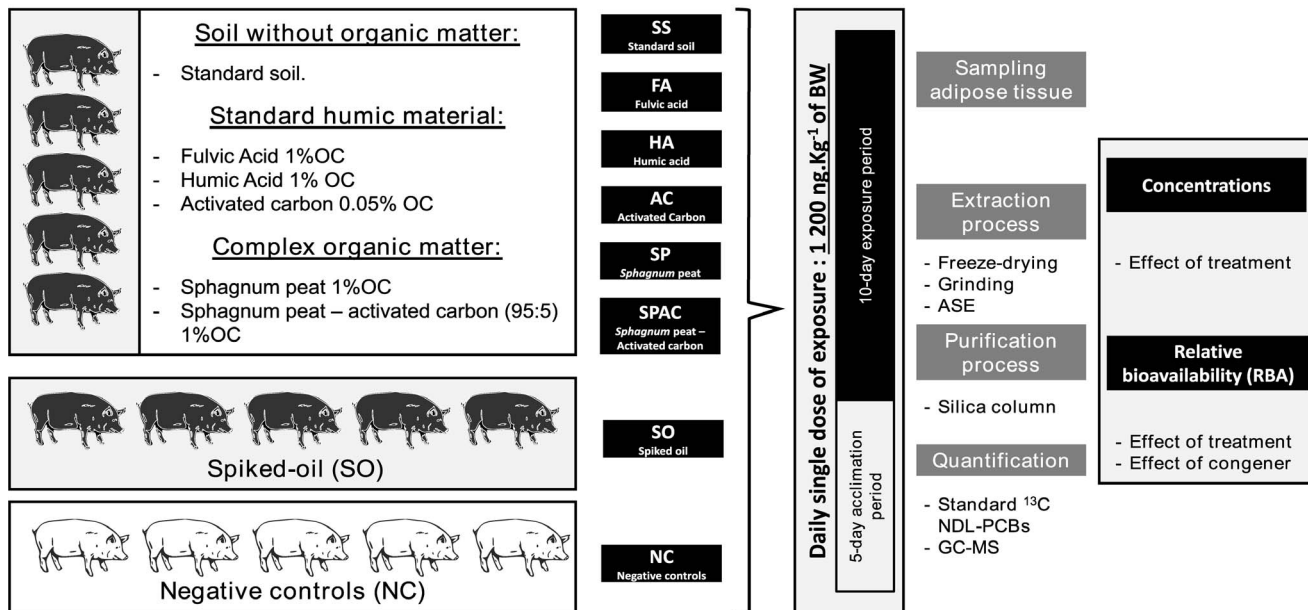 Soil without organic matter:
- Standard soil.
Standard humic material:
- Fulvic Acid 1%OC
- Humic Acid 1% OC
- Activated carbon 0.05% OC
Complex organic matter:
- Sphagnum peat 1%OC
- Sphagnum peat – activated carbon (95:5)
1%OC
Spiked-oil (SO)
Negative controls (NC)
SS
Standard soil
FA
Fulvic acid
HA
Humic acid
AC
Activated Carbon
SP
Sphagnum peat
SPAC
Sphagnum peat –
Activated carbon
SO
Spiked oil
NC
Negative controls
Daily single dose of exposure : 1 200 ng.Kg⁻¹ of BW
10-day exposure period
5-day acclimation
period
Sampling
adipose tissue
Extraction
process
- Freeze-drying
- Grinding
- ASE
Purification
process
- Silica column
Quantification
- Standard ¹³C
NDL-PCBs
- GC-MS
Concentrations
- Effect of treatment
Relative
bioavailability (RBA)
- Effect of treatment
- Effect of congener